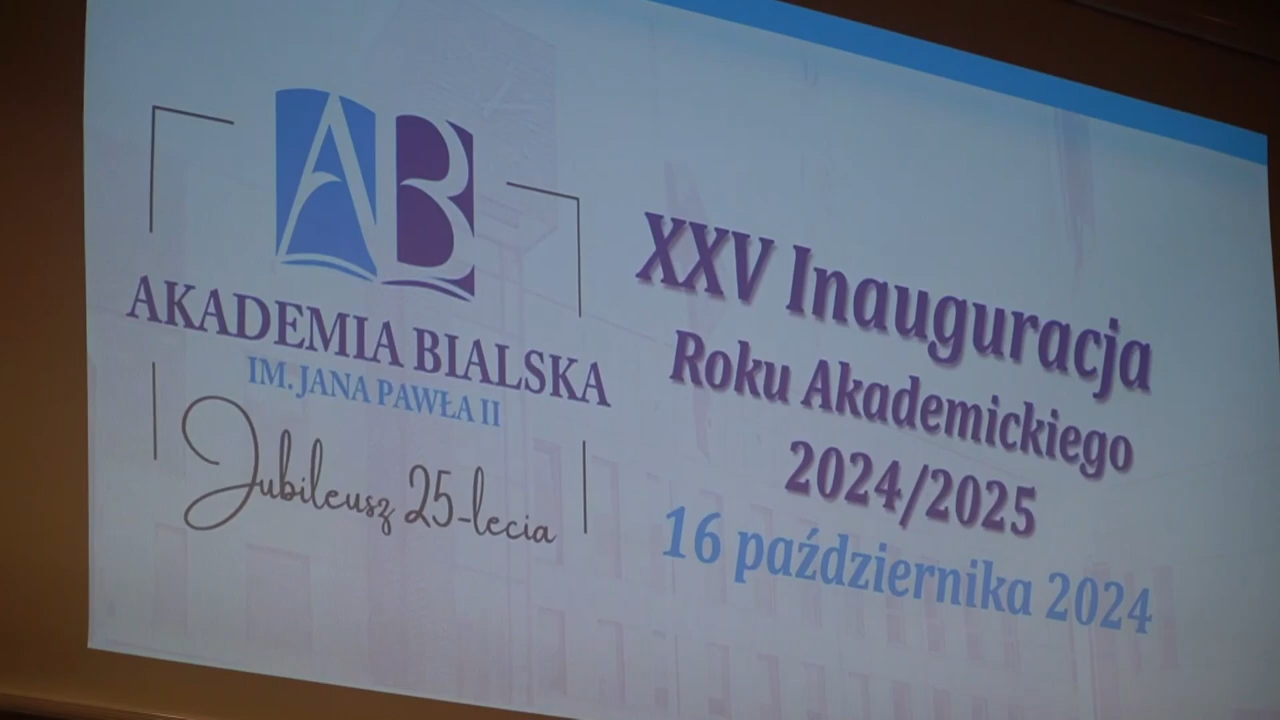 AB
AKADEMIA BIALSKA
IM. JANA PAWŁA II
Jubileusz 25-lecia
XXV Inauguracja
Roku Akademickiego
2024/2025
16 października 2024